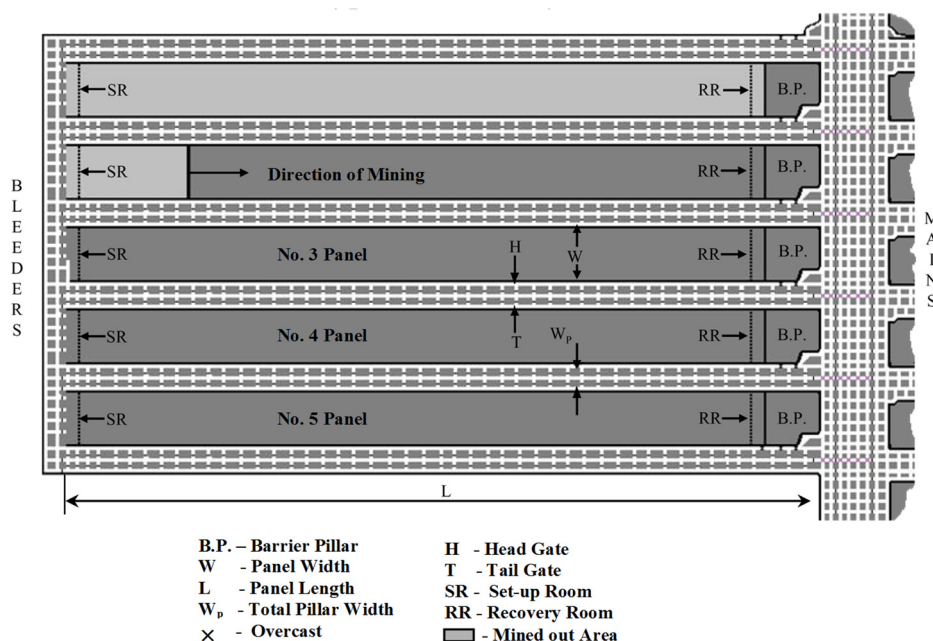 SR
RR
B.P.
SR
Direction of Mining
RR
B.P.
SR
No. 3 Panel
H
W
RR
B.P.
SR
No. 4 Panel
T
Wₚ
RR
B.P.
SR
No. 5 Panel
RR
B.P.
BLEEDERS
MAINS
L
B.P. – Barrier Pillar
W - Panel Width
L - Panel Length
Wₚ - Total Pillar Width
× - Overcast
H - Head Gate
T - Tail Gate
SR - Set-up Room
RR - Recovery Room
- Mined out Area